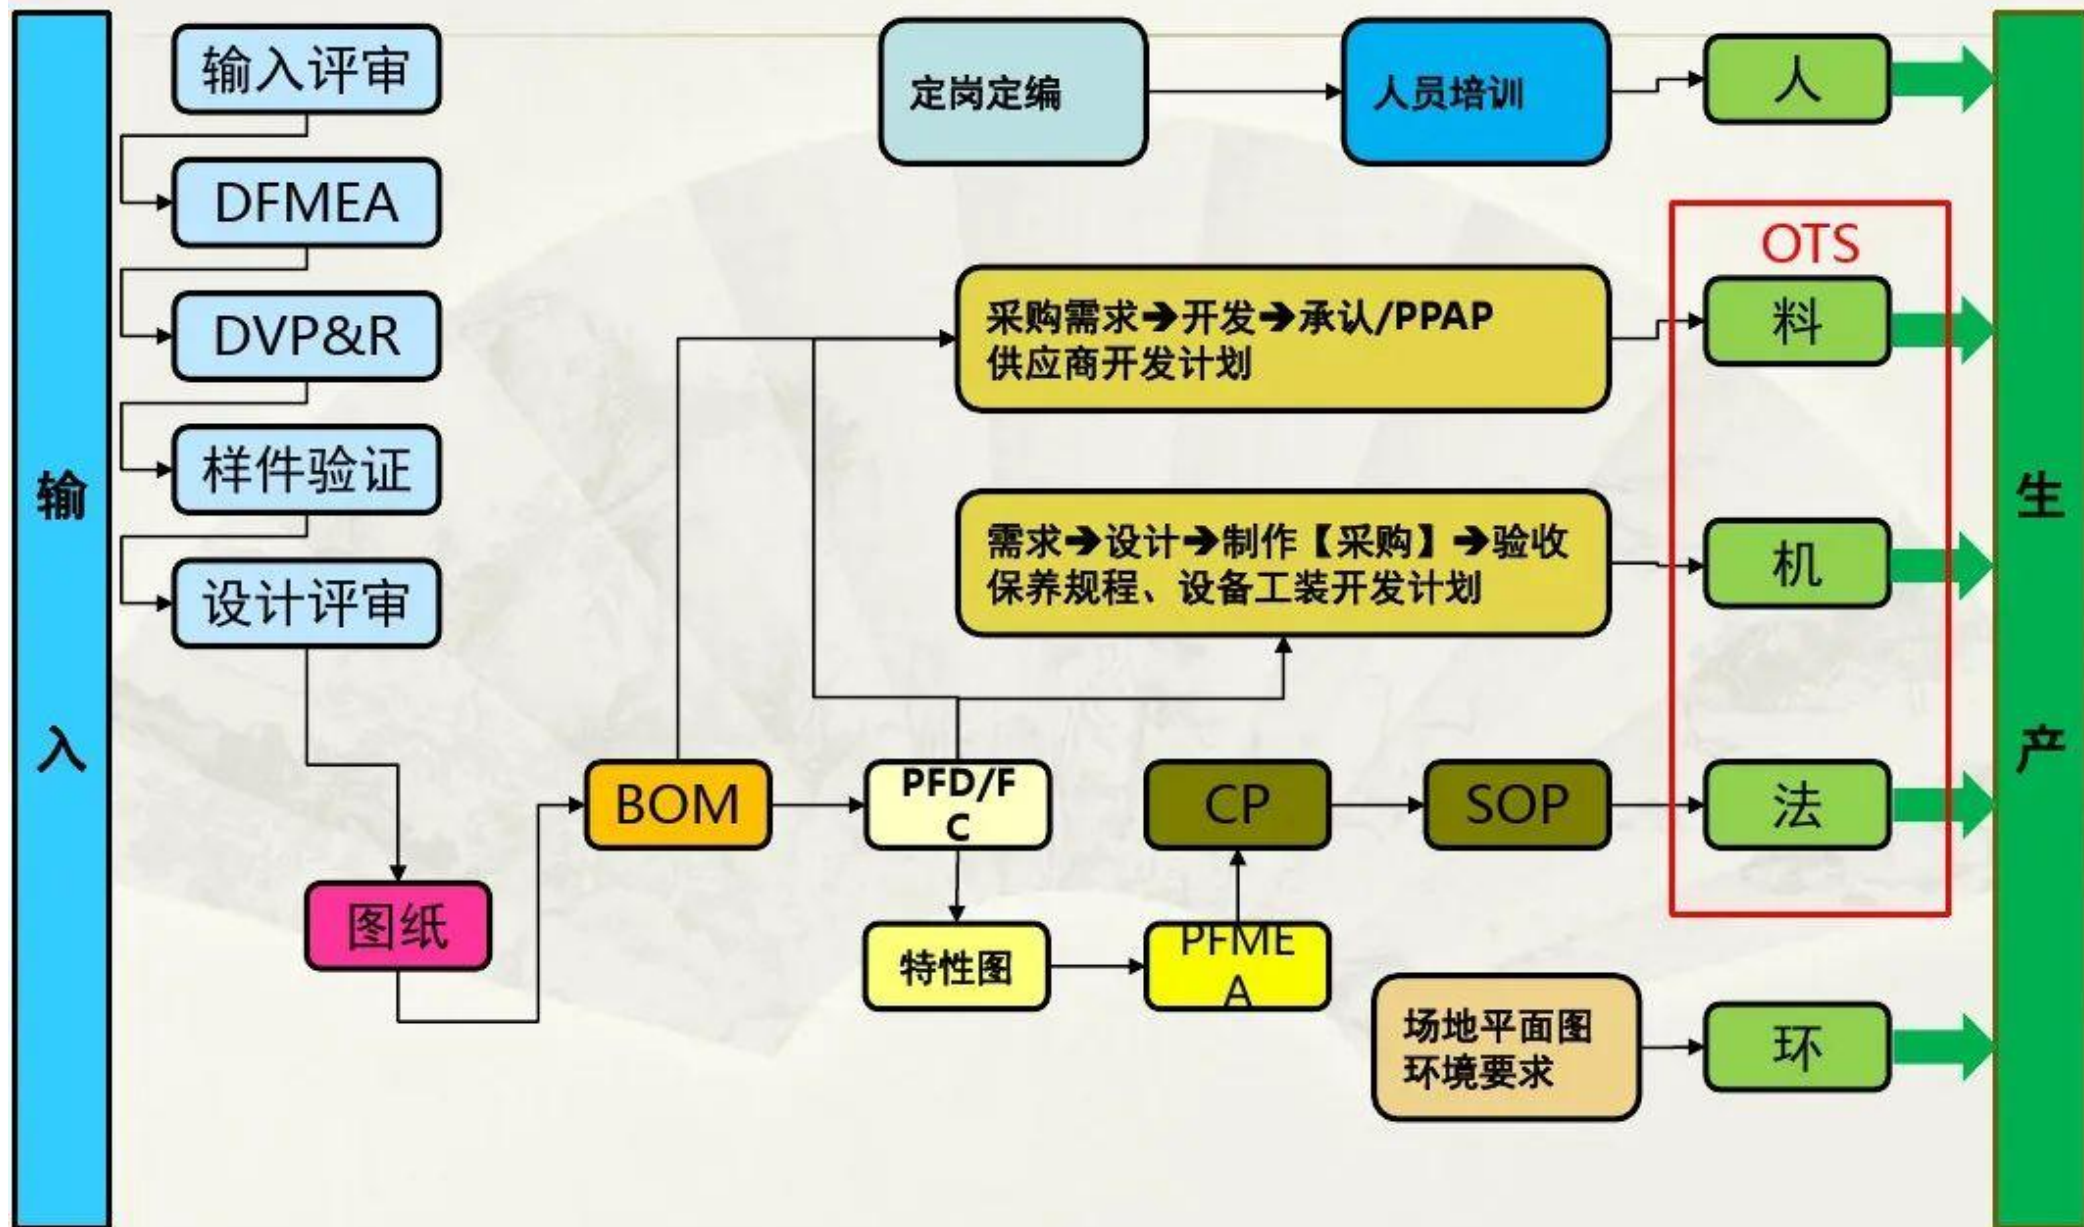 输
入
输入评审
DFMEA
DVP&R
样件验证
设计评审
图纸
BOM
定岗定编
人员培训
人
采购需求➔开发➔承认/PPAP
供应商开发计划
OTS
料
需求➔设计➔制作【采购】➔验收
保养规程、设备工装开发计划
机
PFD/F
C
CP
SOP
法
特性图
PFME
A
场地平面图
环境要求
环
生
产